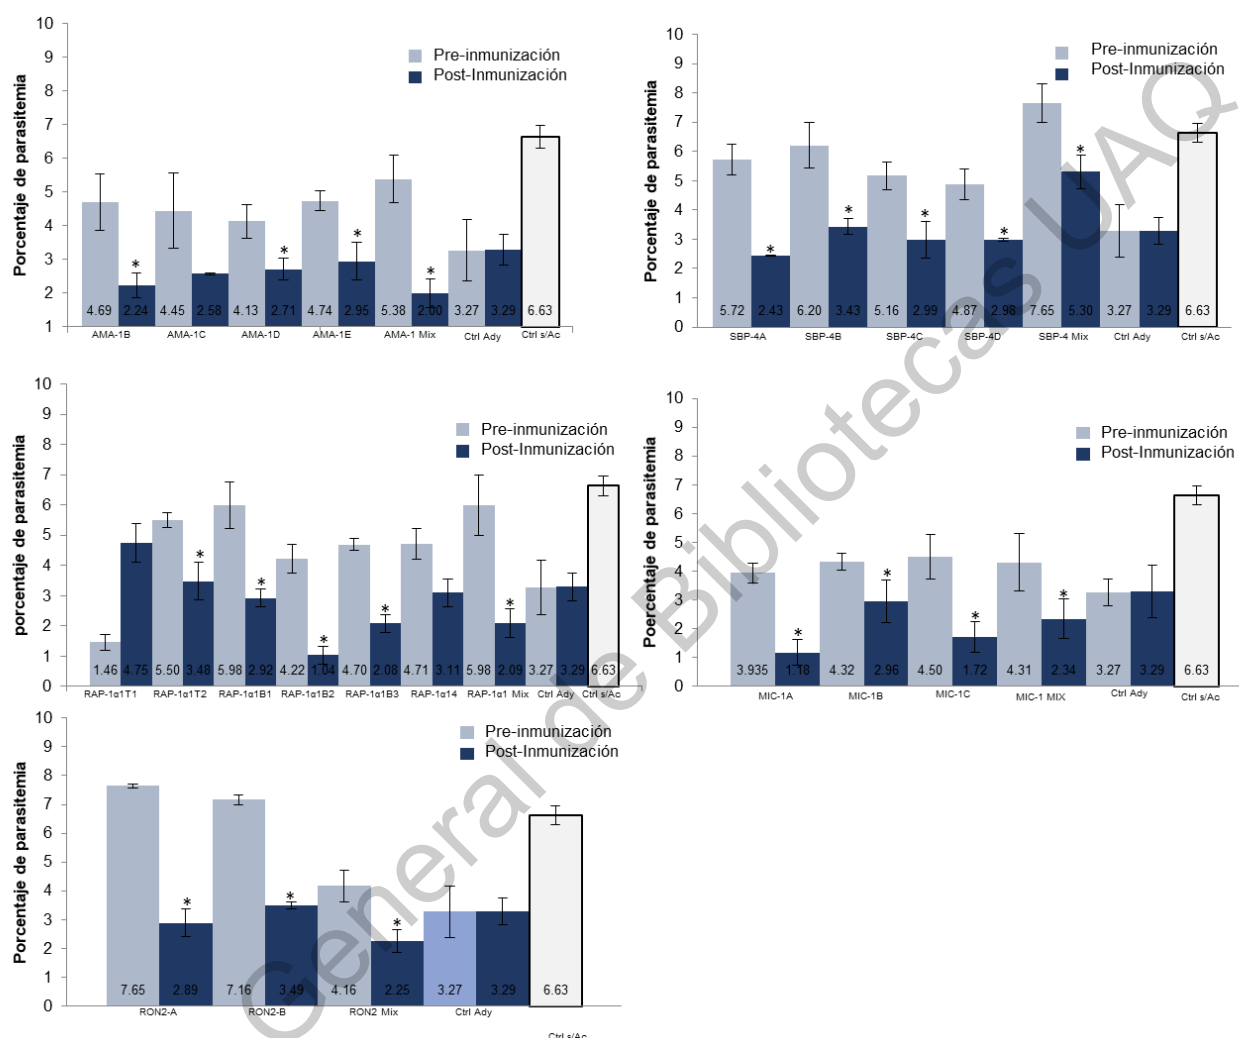 10
9
8
7
6
5
4
3
2
1
Porcentaje de parasitemia
Pre-inmunización
Post-Inmunización
4.69 2.24 4.45 2.58 4.13 2.71 4.74 2.95 5.38 2.00 3.27 3.29 6.63
* * * *
AMA-1B AMA-1C AMA-1D AMA-1E AMA-1 Mix Ctrl Ady Ctrl s/Ac
10
9
8
7
6
5
4
3
2
1
0
Porcentaje de parasitemia
Pre-inmunización
Post-Inmunización
* * * * *
5.72 2.43 6.20 3.43 5.16 2.99 4.87 2.98 7.65 5.30 3.27 3.29 6.63
SBP-4A SBP-4B SBP-4C SBP-4D SBP-4 Mix Ctrl Ady Ctrl s/Ac
10
9
8
7
6
5
4
3
2
1
0
porcentaje de parasitemia
Pre-inmunización
Post-Inmunización
* * * * *
1.46 4.75 5.50 3.48 5.98 2.92 4.22 1.04 4.70 2.08 4.71 3.11 5.98 2.09 3.27 3.29 6.63
RAP-1α1T1 RAP-1α1T2 RAP-1α1B1 RAP-1α1B2 RAP-1α1B3 RAP-1α14 RAP-1α1 Mix Ctrl Ady Ctrl s/Ac
10
9
8
7
6
5
4
3
2
1
0
Poercentaje de parasitemia
Pre-inmunización
Post-Inmunización
* * * *
3.935 1.18 4.32 2.96 4.50 1.72 4.31 2.34 3.27 3.29 6.63
MIC-1A MIC-1B MIC-1C MIC-1 MIX Ctrl Ady Ctrl s/Ac
10
9
8
7
6
5
4
3
2
1
0
Porcentaje de parasitemia
Pre-inmunización
Post-Inmunización
* * *
7.65 2.89 7.16 3.49 4.16 2.25 3.27 3.29 6.63
RON2-A RON2-B RON2 Mix Ctrl Ady
Ctrl s/Ac
General de Bibliotecas UAQ